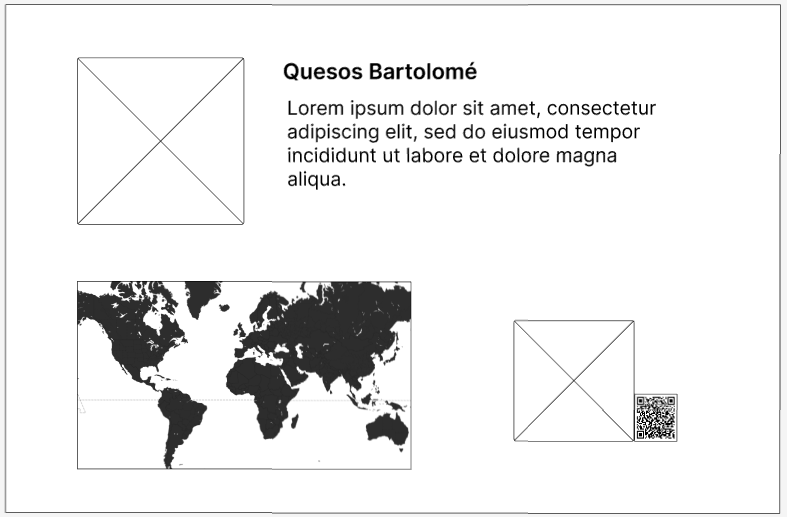 Quesos Bartolomé
Lorem ipsum dolor sit amet, consectetur
adipiscing elit, sed do eiusmod tempor
incididunt ut labore et dolore magna
aliqua.